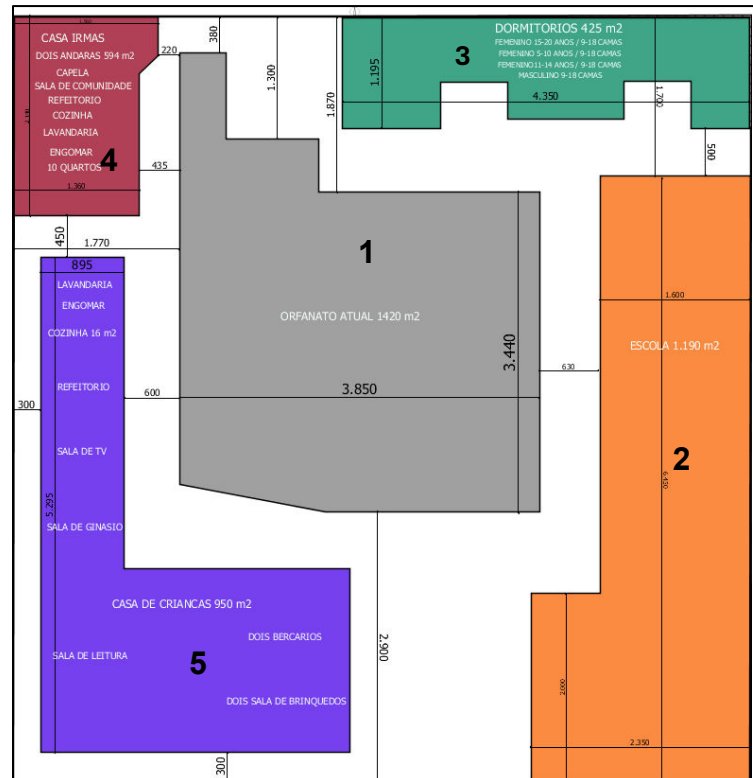 CASA IRMAS
DOIS ANDARAS 594 m2
CAPELA
SALA DE COMUNIDADE
REFEITORIO
COZINHA
LAVANDARIA
ENGOMAR
10 QUARTOS
4
1.360
220
380
1.300
1.870
435
450
1.770
DORMITORIOS 425 m2
FEMENINO 15-20 ANOS / 9-18 CAMAS
FEMENINO 5-10 ANOS / 9-18 CAMAS
FEMENINO11-14 ANOS / 9-18 CAMAS
MASCULINO 9-18 CAMAS
3
1.195
4.350
1.700
500
1
ORFANATO ATUAL 1420 m2
3.440
3.850
600
630
1.600
ESCOLA 1.190 m2
2
2.000
2.350
895
LAVANDARIA
ENGOMAR
COZINHA 16 m2
REFEITORIO
300
SALA DE TV
5.295
SALA DE GINASIO
CASA DE CRIANCAS 950 m2
DOIS BERCARIOS
SALA DE LEITURA
5
DOIS SALA DE BRINQUEDOS
2.900
300